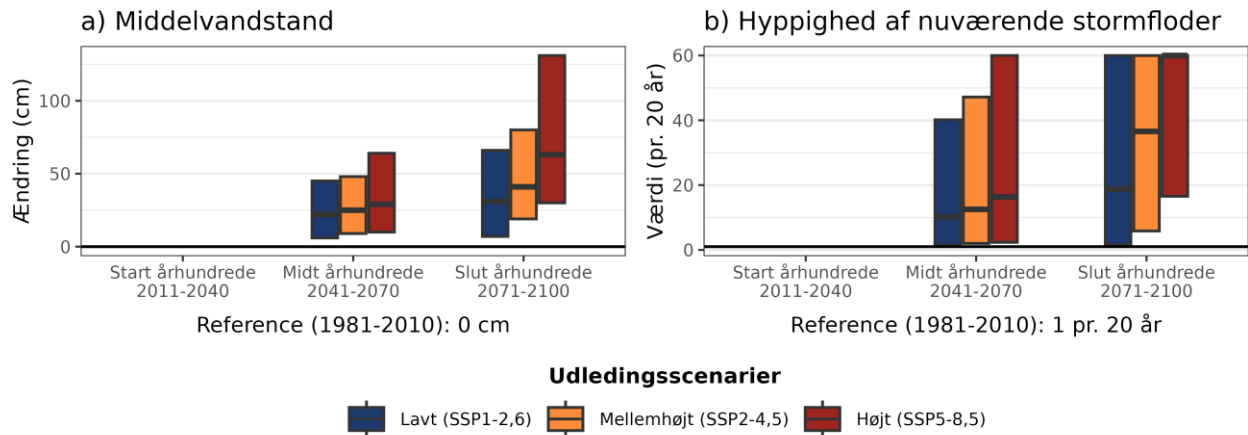 a) Middelvandstand
Ændring (cm)
100
50
0
Start århundrede
2011-2040
Midt århundrede
2041-2070
Slut århundrede
2071-2100
Reference (1981-2010): 0 cm
b) Hyppighed af nuværende stormfloder
Værdi (pr. 20 år)
60
40
20
0
Start århundrede
2011-2040
Midt århundrede
2041-2070
Slut århundrede
2071-2100
Reference (1981-2010): 1 pr. 20 år
Udledingsscenarier
Lavt (SSP1-2,6)
Mellemhøjt (SSP2-4,5)
Højt (SSP5-8,5)